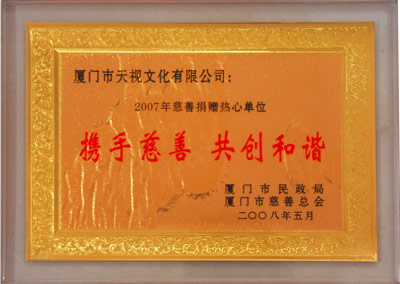 厦门市天视文化有限公司：
2007年慈善捐赠热心单位
携手慈善 共创和谐
厦门市民政局
厦门市慈善总会
二〇〇八年五月